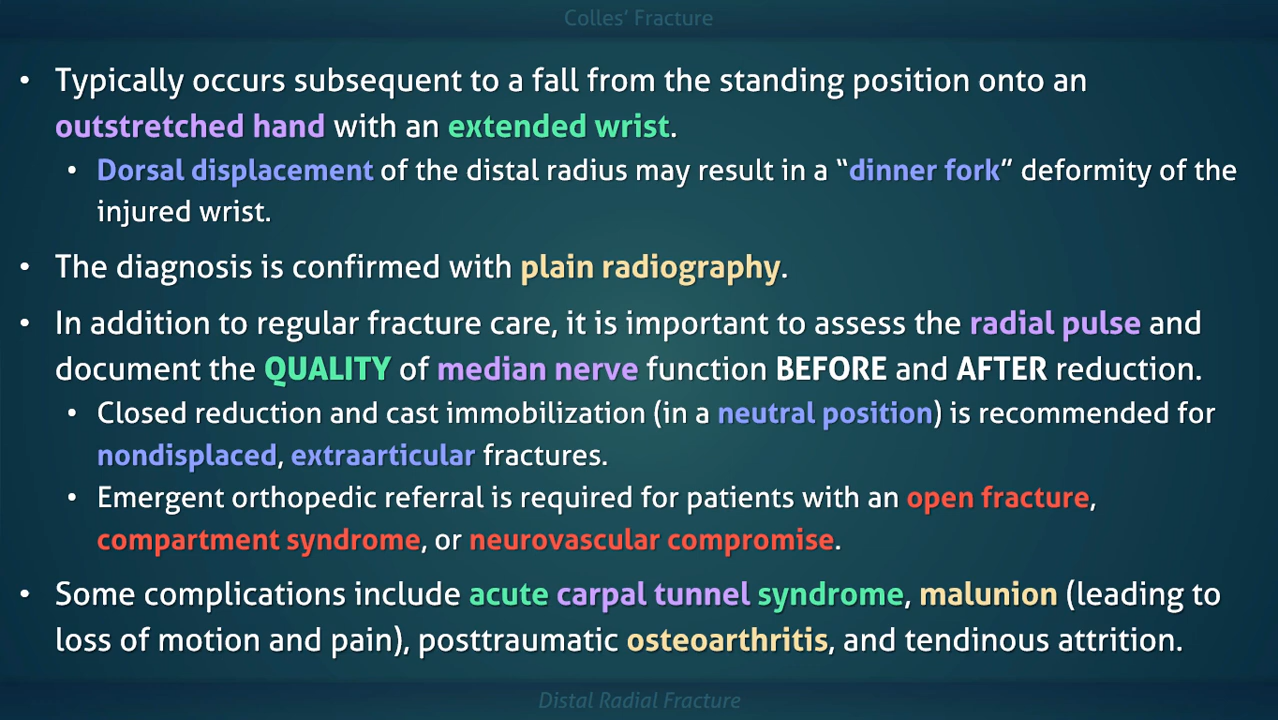 Colles’ Fracture
• Typically occurs subsequent to a fall from the standing position onto an
outstretched hand with an extended wrist.
• Dorsal displacement of the distal radius may result in a “dinner fork” deformity of the
injured wrist.
• The diagnosis is confirmed with plain radiography.
• In addition to regular fracture care, it is important to assess the radial pulse and
document the QUALITY of median nerve function BEFORE and AFTER reduction.
• Closed reduction and cast immobilization (in a neutral position) is recommended for
nondisplaced, extraarticular fractures.
• Emergent orthopedic referral is required for patients with an open fracture,
compartment syndrome, or neurovascular compromise.
• Some complications include acute carpal tunnel syndrome, malunion (leading to
loss of motion and pain), posttraumatic osteoarthritis, and tendinous attrition.
Distal Radial Fracture